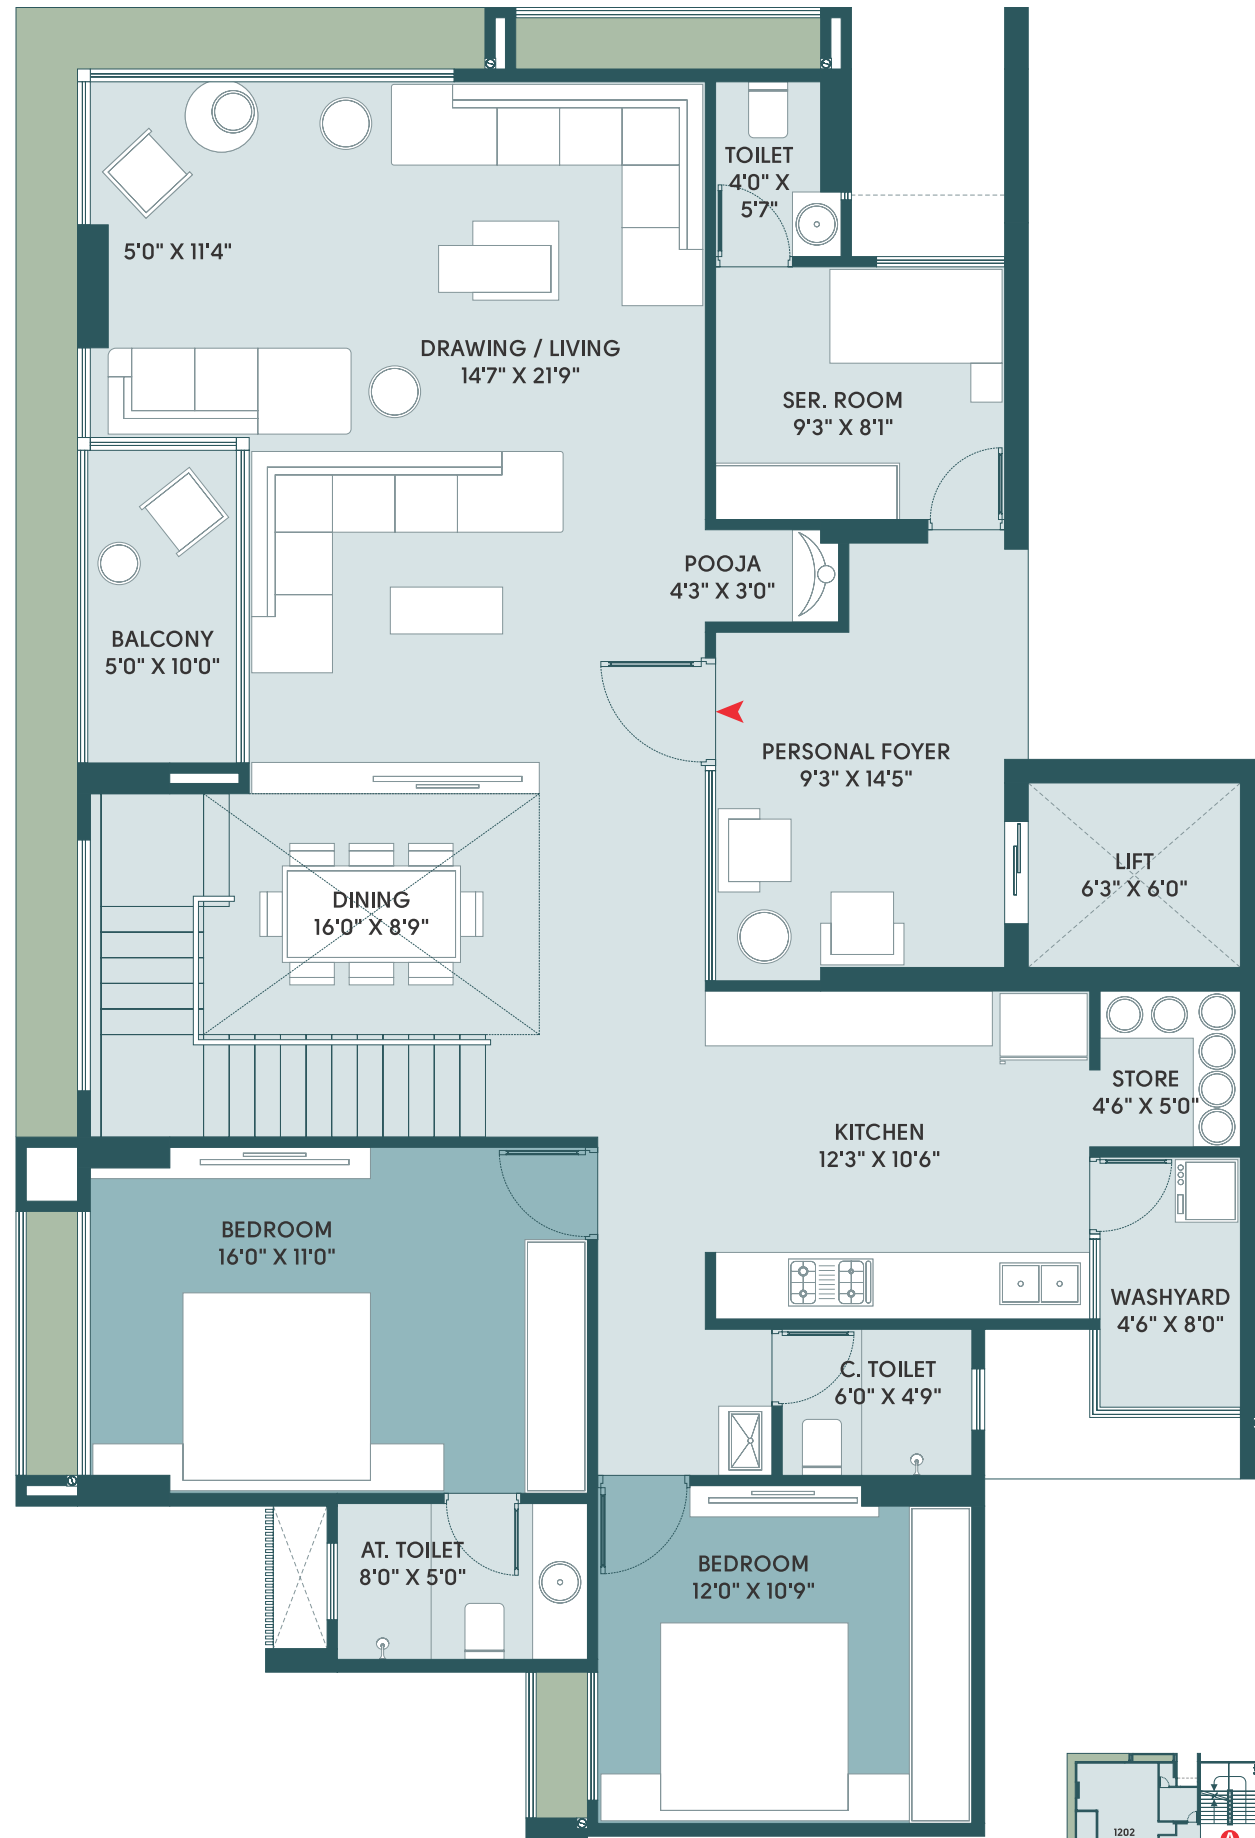 TOILET
4'0" X
5'7"
5'0" X 11'4"
DRAWING / LIVING
14'7" X 21'9"
SER. ROOM
9'3" X 8'1"
POOJA
4'3" X 3'0"
BALCONY
5'0" X 10'0"
PERSONAL FOYER
9'3" X 14'5"
LIFT
6'3" X 6'0"
DINING
16'0" X 8'9"
STORE
4'6" X 5'0"
KITCHEN
12'3" X 10'6"
BEDROOM
16'0" X 11'0"
WASHYARD
4'6" X 8'0"
C. TOILET
6'0" X 4'9"
AT. TOILET
8'0" X 5'0"
BEDROOM
12'0" X 10'9"
1202